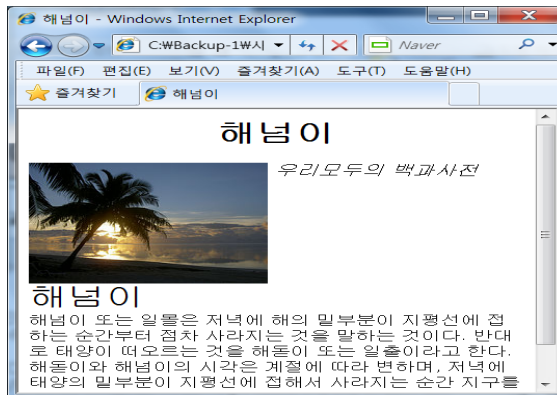 해넘이 - Windows Internet Explorer
C:₩Backup-1₩시
Naver
파일(F) 편집(E) 보기(V) 즐겨찾기(A) 도구(T) 도움말(H)
즐겨찾기 해넘이
해넘이
우리모두의 백과사전
해넘이
해넘이 또는 일몰은 저녁에 해의 밑부분이 지평선에 접
하는 순간부터 점차 사라지는 것을 말하는 것이다. 반대
로 태양이 떠오르는 것을 해돋이 또는 일출이라고 한다.
해돋이와 해넘이의 시각은 계절에 따라 변하며, 저녁에
태양의 밑부분이 지평선에 접해서 사라지는 순간 지구를